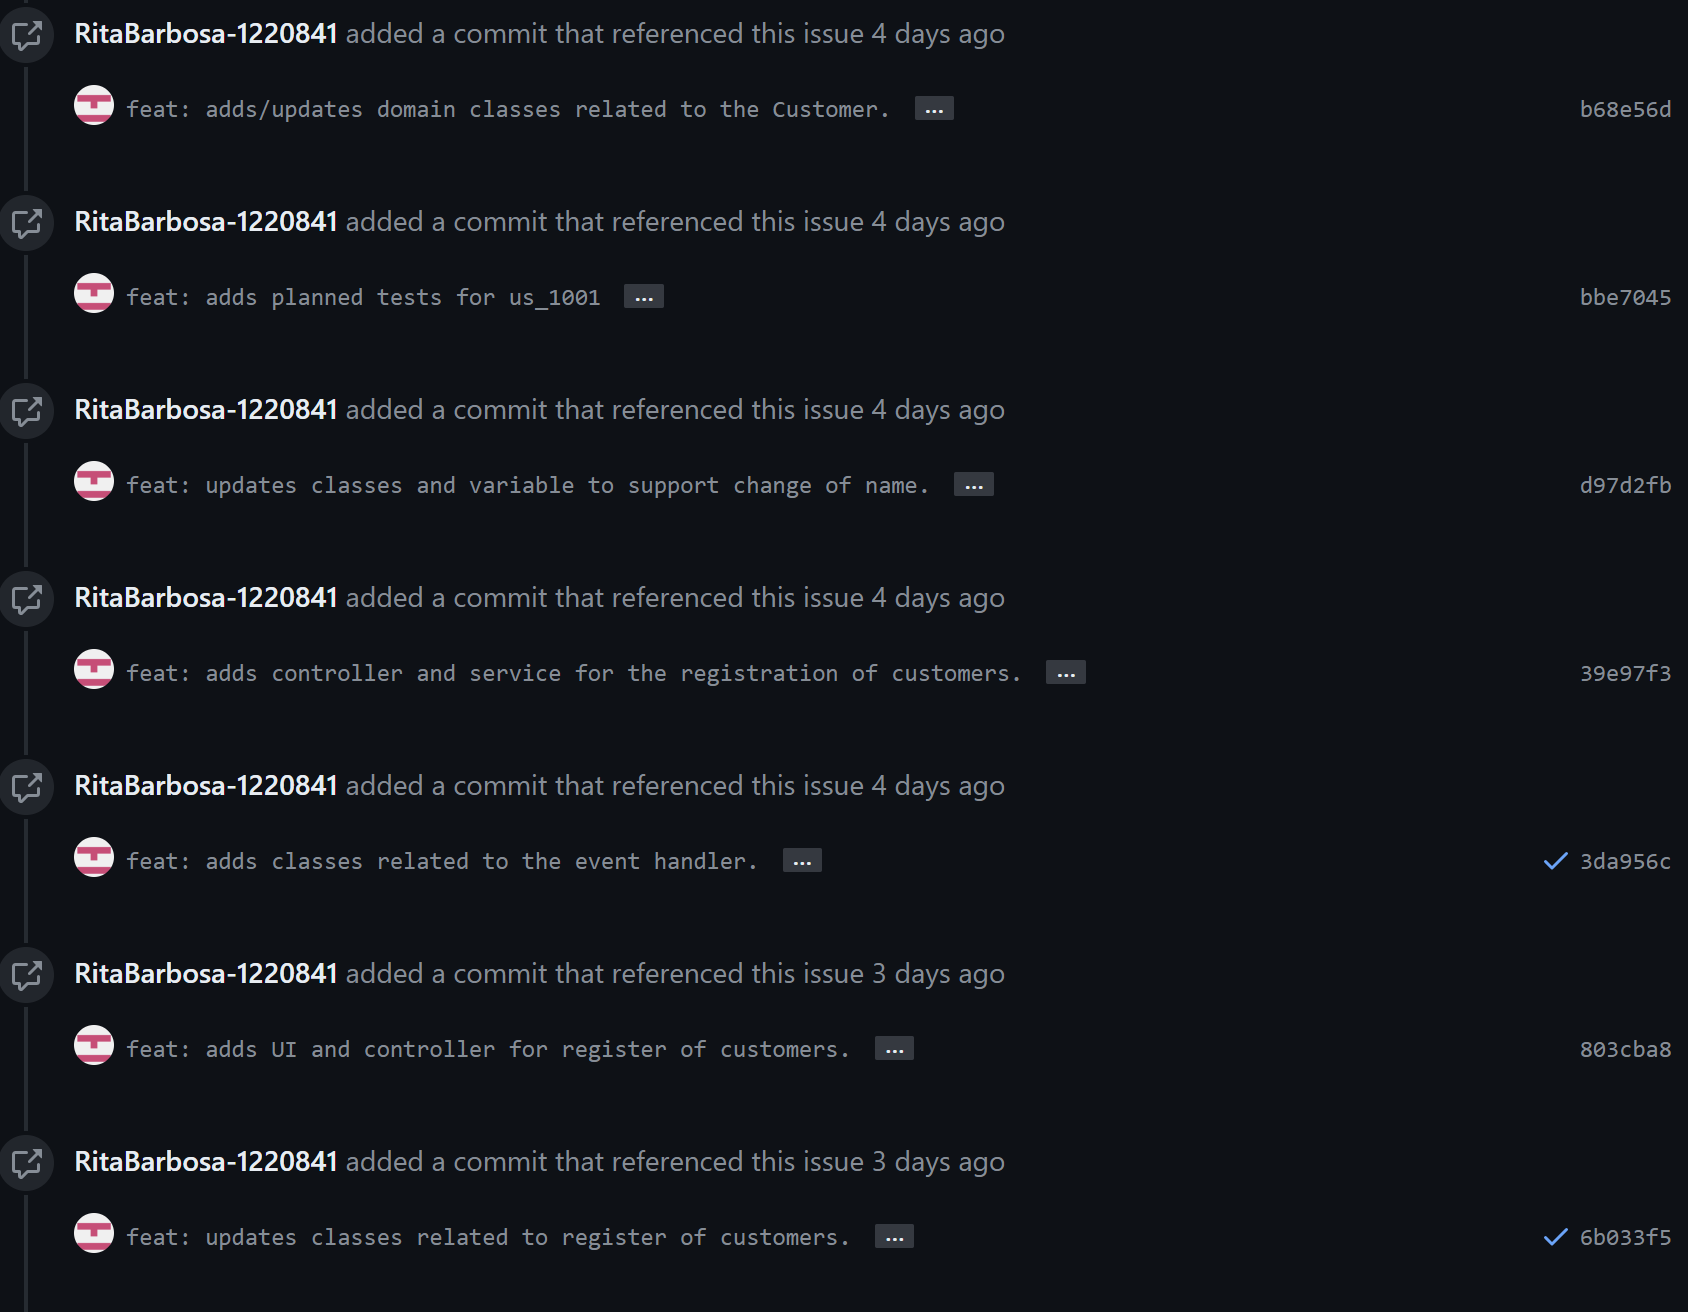 RitaBarbosa-1220841 added a commit that referenced this issue 4 days ago
feat: adds/updates domain classes related to the Customer. ... b68e56d
RitaBarbosa-1220841 added a commit that referenced this issue 4 days ago
feat: adds planned tests for us_1001 ... bbe7045
RitaBarbosa-1220841 added a commit that referenced this issue 4 days ago
feat: updates classes and variable to support change of name. ... d97d2fb
RitaBarbosa-1220841 added a commit that referenced this issue 4 days ago
feat: adds controller and service for the registration of customers. ... 39e97f3
RitaBarbosa-1220841 added a commit that referenced this issue 4 days ago
feat: adds classes related to the event handler. ... 3da956c
RitaBarbosa-1220841 added a commit that referenced this issue 3 days ago
feat: adds UI and controller for register of customers. ... 803cba8
RitaBarbosa-1220841 added a commit that referenced this issue 3 days ago
feat: updates classes related to register of customers. ... 6b033f5